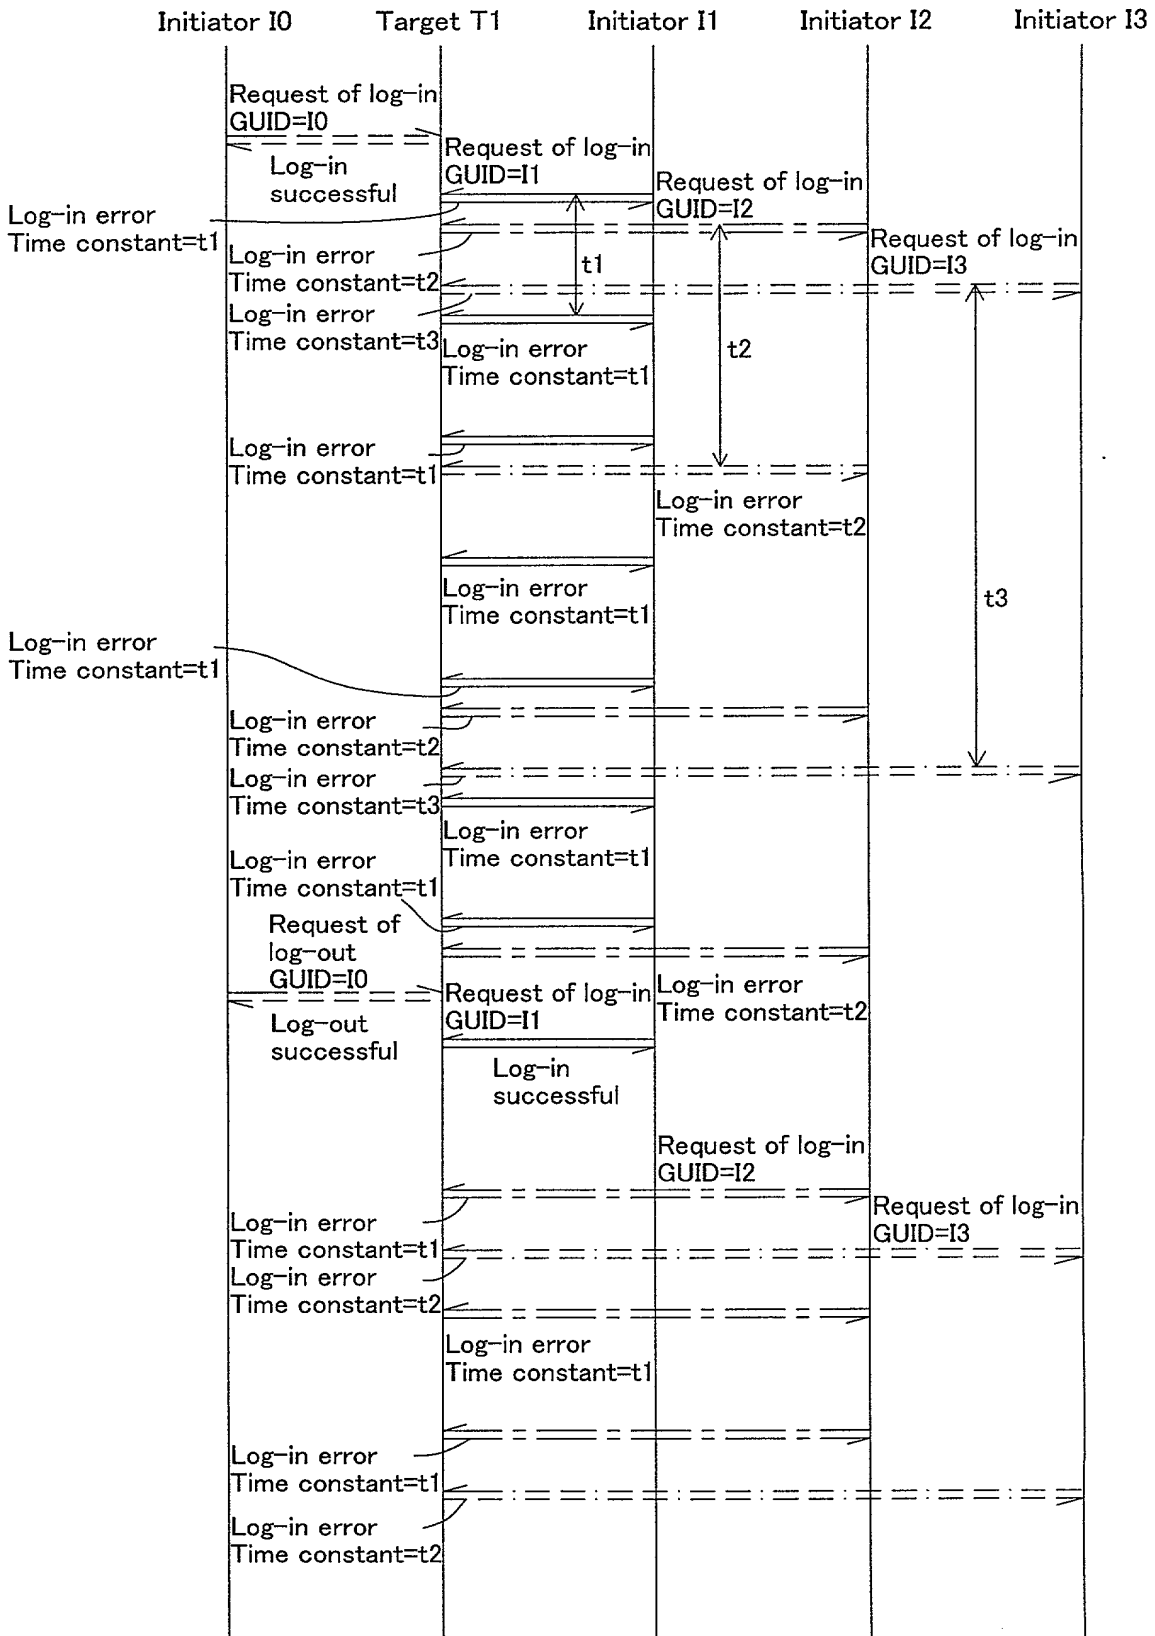 Initiator I0
Target T1
Initiator I1
Initiator I2
Initiator I3
Request of log-in
GUID=I0
Log-in
successful
Request of log-in
GUID=I1
Request of log-in
GUID=I2
Log-in error
Time constant=t1
Request of log-in
GUID=I3
Log-in error
Time constant=t2
t1
Log-in error
Time constant=t3
Log-in error
Time constant=t1
t2
Log-in error
Time constant=t1
Log-in error
Time constant=t2
Log-in error
Time constant=t1
t3
Log-in error
Time constant=t1
Log-in error
Time constant=t2
Log-in error
Time constant=t3
Log-in error
Time constant=t1
Log-in error
Time constant=t1
Request of
log-out
GUID=I0
Log-out
successful
Request of log-in
GUID=I1
Log-in error
Time constant=t2
Log-in
successful
Request of log-in
GUID=I2
Request of log-in
GUID=I3
Log-in error
Time constant=t1
Log-in error
Time constant=t2
Log-in error
Time constant=t1
Log-in error
Time constant=t1
Log-in error
Time constant=t2